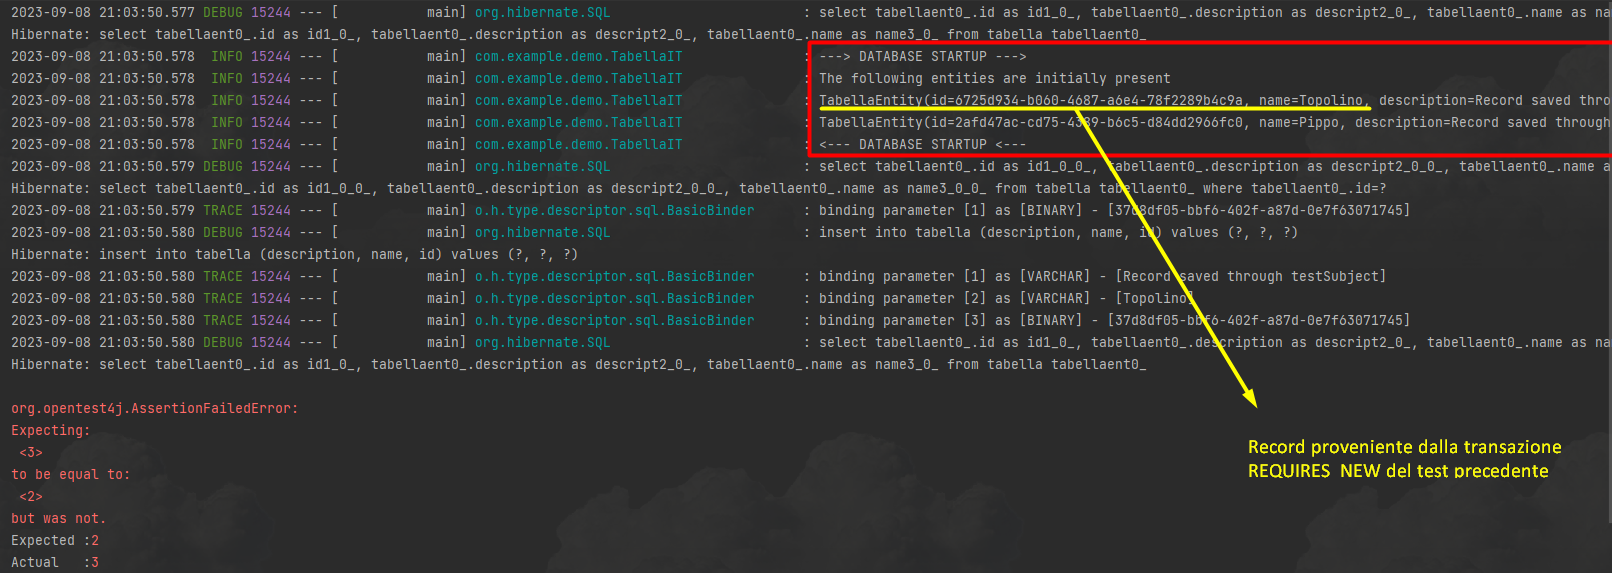 2023-09-08 21:03:50.577 DEBUG 15244 --- [           main] org.hibernate.SQL                        : select tabellaent0_.id as id1_0_, tabellaent0_.description as descript2_0_, tabellaent0_.name as na
Hibernate: select tabellaent0_.id as id1_0_, tabellaent0_.description as descript2_0_, tabellaent0_.name as name3_0_ from tabella tabellaent0_
2023-09-08 21:03:50.578  INFO 15244 --- [           main] com.example.demo.TabellaIT               : ---> DATABASE STARTUP --->
2023-09-08 21:03:50.578  INFO 15244 --- [           main] com.example.demo.TabellaIT               : The following entities are initially present
2023-09-08 21:03:50.578  INFO 15244 --- [           main] com.example.demo.TabellaIT               : TabellaEntity(id=6725d934-b060-4687-a6e4-78f2289b4c9a, name=Topolino, description=Record saved thro
2023-09-08 21:03:50.578  INFO 15244 --- [           main] com.example.demo.TabellaIT               : TabellaEntity(id=2afd47ac-cd75-4389-b6c5-d84dd2966fc0, name=Pippo, description=Record saved through
2023-09-08 21:03:50.578  INFO 15244 --- [           main] com.example.demo.TabellaIT               : <--- DATABASE STARTUP <---
2023-09-08 21:03:50.579 DEBUG 15244 --- [           main] org.hibernate.SQL                        : select tabellaent0_.id as id1_0_0_, tabellaent0_.description as descript2_0_0_, tabellaent0_.name a
Hibernate: select tabellaent0_.id as id1_0_0_, tabellaent0_.description as descript2_0_0_, tabellaent0_.name as name3_0_0_ from tabella tabellaent0_ where tabellaent0_.id=?
2023-09-08 21:03:50.579 TRACE 15244 --- [           main] o.h.type.descriptor.sql.BasicBinder      : binding parameter [1] as [BINARY] - [37d8df05-bbf6-402f-a87d-0e7f63071745]
2023-09-08 21:03:50.580 DEBUG 15244 --- [           main] org.hibernate.SQL                        : insert into tabella (description, name, id) values (?, ?, ?)
Hibernate: insert into tabella (description, name, id) values (?, ?, ?)
2023-09-08 21:03:50.580 TRACE 15244 --- [           main] o.h.type.descriptor.sql.BasicBinder      : binding parameter [1] as [VARCHAR] - [Record saved through testSubject]
2023-09-08 21:03:50.580 TRACE 15244 --- [           main] o.h.type.descriptor.sql.BasicBinder      : binding parameter [2] as [VARCHAR] - [Topolino]
2023-09-08 21:03:50.580 TRACE 15244 --- [           main] o.h.type.descriptor.sql.BasicBinder      : binding parameter [3] as [BINARY] - [37d8df05-bbf6-402f-a87d-0e7f63071745]
2023-09-08 21:03:50.580 DEBUG 15244 --- [           main] org.hibernate.SQL                        : select tabellaent0_.id as id1_0_, tabellaent0_.description as descript2_0_, tabellaent0_.name as na
Hibernate: select tabellaent0_.id as id1_0_, tabellaent0_.description as descript2_0_, tabellaent0_.name as name3_0_ from tabella tabellaent0_
org.opentest4j.AssertionFailedError:
Expecting:
<3>
to be equal to:
<2>
but was not.
Expected :2
Actual   :3
Record proveniente dalla transazione
REQUIRES NEW del test precedente